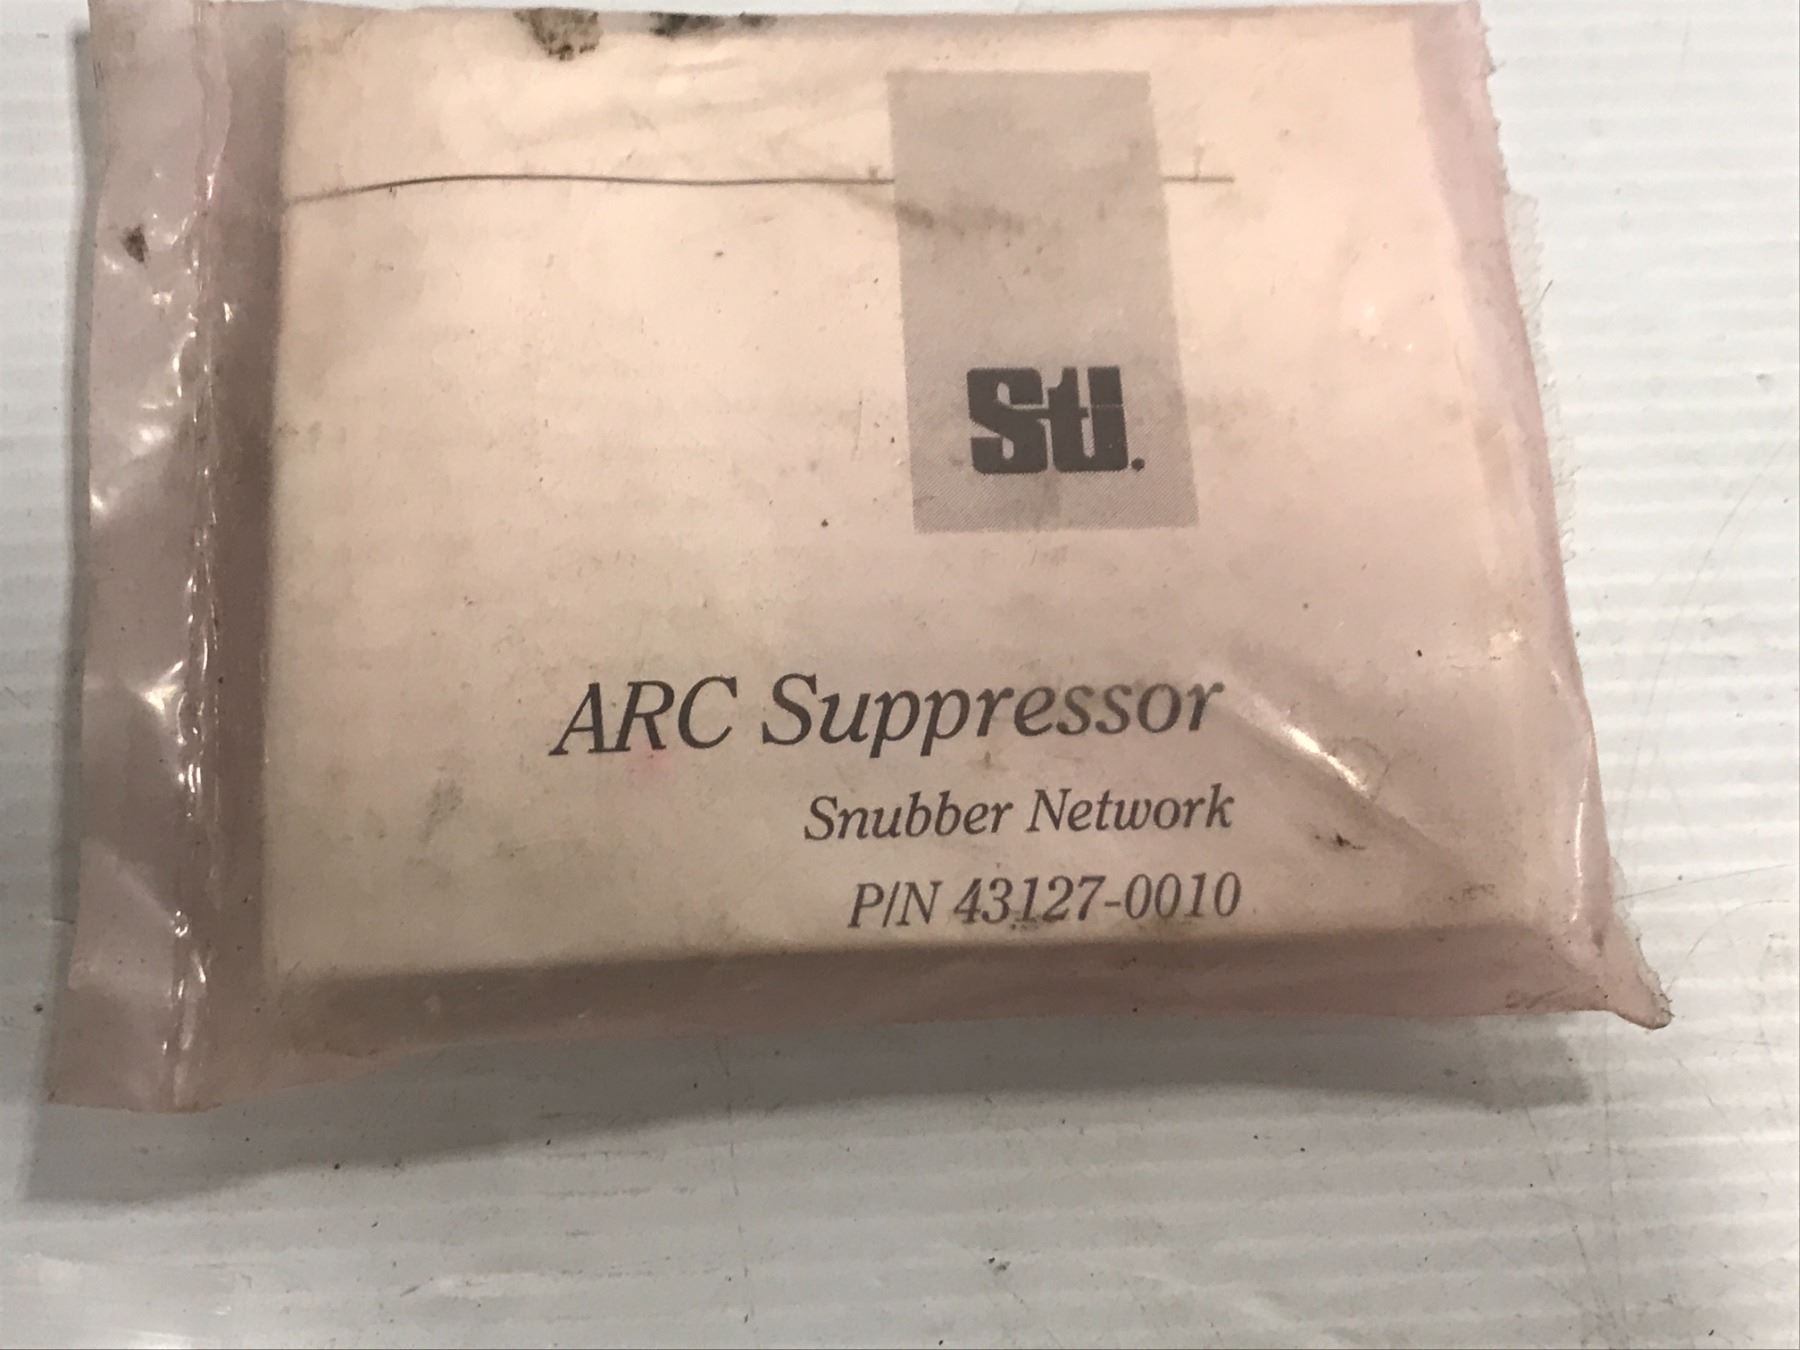 Sti.
ARC Suppressor
Snubber Network
P/N 43127-0010